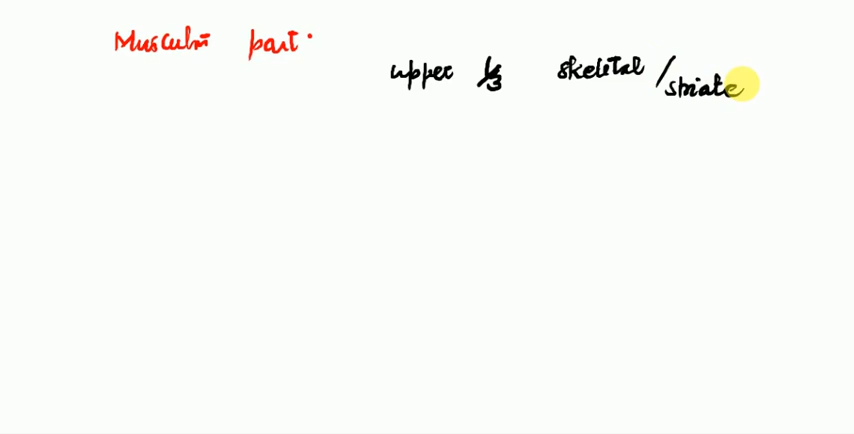 Muscular part.
upper 1/3 skeletal / striate